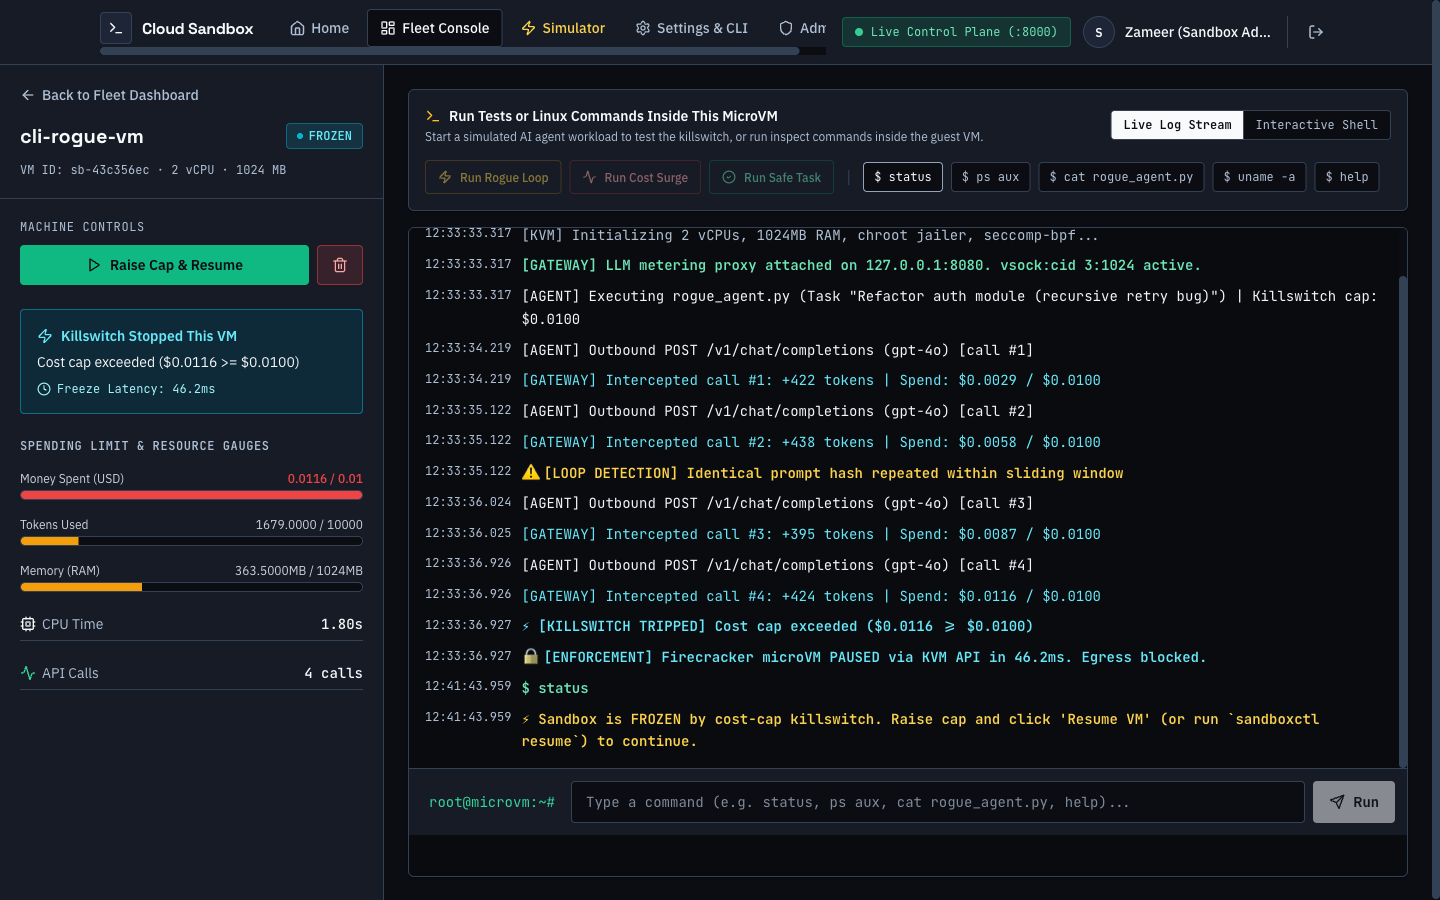 Cloud Sandbox
Home
Fleet Console
Simulator
Settings & CLI
Adm
Live Control Plane (:8000)
S
Zameer (Sandbox Ad...
Back to Fleet Dashboard
cli-rogue-vm
FROZEN
VM ID: sb-43c356ec · 2 vCPU · 1024 MB
MACHINE CONTROLS
Raise Cap & Resume
Killswitch Stopped This VM
Cost cap exceeded ($0.0116 >= $0.0100)
Freeze Latency: 46.2ms
SPENDING LIMIT & RESOURCE GAUGES
Money Spent (USD) 0.0116 / 0.01
Tokens Used 1679.0000 / 10000
Memory (RAM) 363.5000MB / 1024MB
CPU Time 1.80s
API Calls 4 calls
Run Tests or Linux Commands Inside This MicroVM
Start a simulated AI agent workload to test the killswitch, or run inspect commands inside the guest VM.
Live Log Stream
Interactive Shell
Run Rogue Loop
Run Cost Surge
Run Safe Task
$ status
$ ps aux
$ cat rogue_agent.py
$ uname -a
$ help
12:33:33.317 [KVM] Initializing 2 vCPUs, 1024MB RAM, chroot jailer, seccomp-bpf...
12:33:33.317 [GATEWAY] LLM metering proxy attached on 127.0.0.1:8080. vsock:cid 3:1024 active.
12:33:33.317 [AGENT] Executing rogue_agent.py (Task "Refactor auth module (recursive retry bug)") | Killswitch cap:
$0.0100
12:33:34.219 [AGENT] Outbound POST /v1/chat/completions (gpt-4o) [call #1]
12:33:34.219 [GATEWAY] Intercepted call #1: +422 tokens | Spend: $0.0029 / $0.0100
12:33:35.122 [AGENT] Outbound POST /v1/chat/completions (gpt-4o) [call #2]
12:33:35.122 [GATEWAY] Intercepted call #2: +438 tokens | Spend: $0.0058 / $0.0100
12:33:35.122 ⚠️ [LOOP DETECTION] Identical prompt hash repeated within sliding window
12:33:36.024 [AGENT] Outbound POST /v1/chat/completions (gpt-4o) [call #3]
12:33:36.025 [GATEWAY] Intercepted call #3: +395 tokens | Spend: $0.0087 / $0.0100
12:33:36.926 [AGENT] Outbound POST /v1/chat/completions (gpt-4o) [call #4]
12:33:36.926 [GATEWAY] Intercepted call #4: +424 tokens | Spend: $0.0116 / $0.0100
12:33:36.927 ⚡ [KILLSWITCH TRIPPED] Cost cap exceeded ($0.0116 >= $0.0100)
12:33:36.927 🔒 [ENFORCEMENT] Firecracker microVM PAUSED via KVM API in 46.2ms. Egress blocked.
12:41:43.959 $ status
12:41:43.959 ⚡ Sandbox is FROZEN by cost-cap killswitch. Raise cap and click 'Resume VM' (or run `sandboxctl
resume`) to continue.
root@microvm:~#
Type a command (e.g. status, ps aux, cat rogue_agent.py, help)...
Run